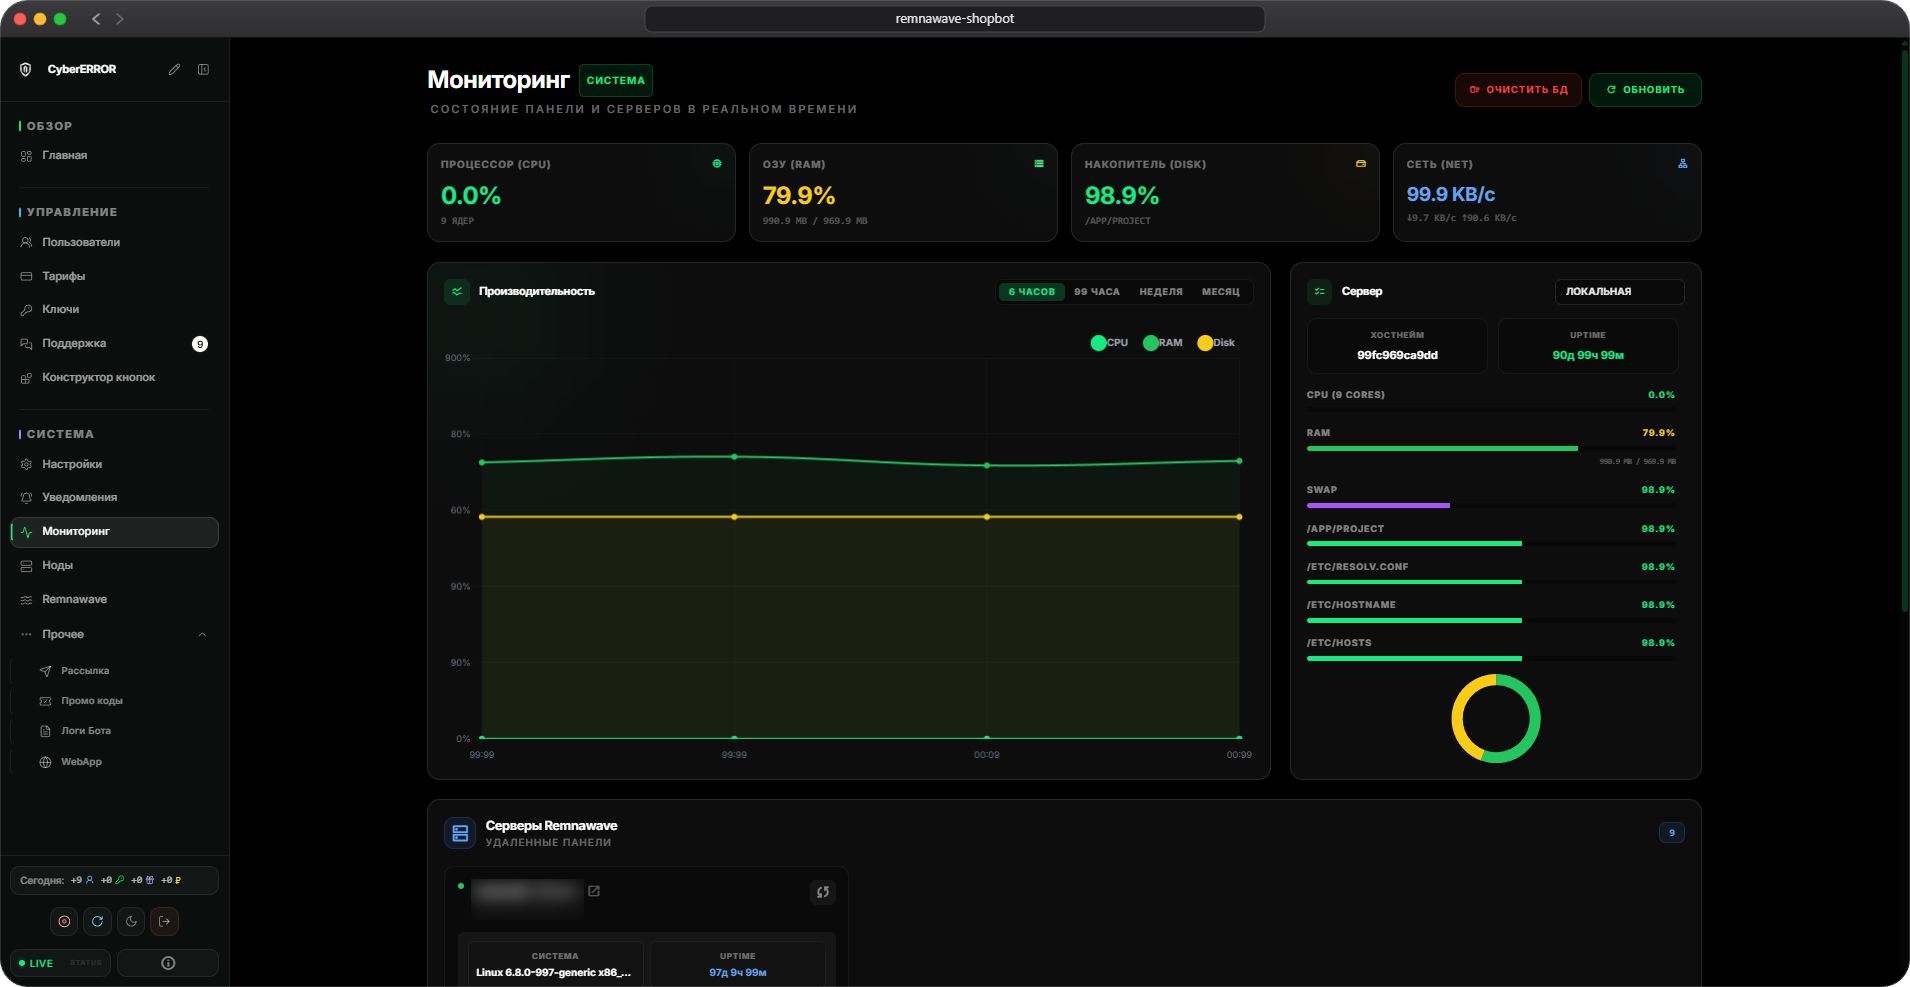 remnawave-shopbot
CyberERROR
ОБЗОР
Главная
УПРАВЛЕНИЕ
Пользователи
Тарифы
Ключи
Поддержка 9
Конструктор кнопок
СИСТЕМА
Настройки
Уведомления
Мониторинг
Ноды
Remnawave
Прочее
Рассылка
Промо коды
Логи Бота
WebApp
Сегодня: +9 +0 +0 +0 ₽
LIVE STATUS
Мониторинг СИСТЕМА
СОСТОЯНИЕ ПАНЕЛИ И СЕРВЕРОВ В РЕАЛЬНОМ ВРЕМЕНИ
ОЧИСТИТЬ БД ОБНОВИТЬ
ПРОЦЕССОР (CPU)
0.0%
9 ЯДЕР
ОЗУ (RAM)
79.9%
990.9 MB / 969.9 MB
НАКОПИТЕЛЬ (DISK)
98.9%
/APP/PROJECT
СЕТЬ (NET)
99.9 KB/c
↓9.7 KB/c ↑90.6 KB/c
Производительность
6 ЧАСОВ 99 ЧАСА НЕДЕЛЯ МЕСЯЦ
CPU RAM Disk
900%
80%
60%
90%
90%
0%
99:99 99:99 00:09 00:99
Сервер ЛОКАЛЬНАЯ
ХОСТНЕЙМ
99fc969ca9dd
UPTIME
90д 99ч 99м
CPU (9 CORES) 0.0%
RAM 79.9%
990.9 MB / 969.9 MB
SWAP 98.9%
/APP/PROJECT 98.9%
/ETC/RESOLV.CONF 98.9%
/ETC/HOSTNAME 98.9%
/ETC/HOSTS 98.9%
Серверы Remnawave
УДАЛЕННЫЕ ПАНЕЛИ
9
СИСТЕМА
Linux 6.8.0-997-generic x86_...
UPTIME
97д 9ч 99м